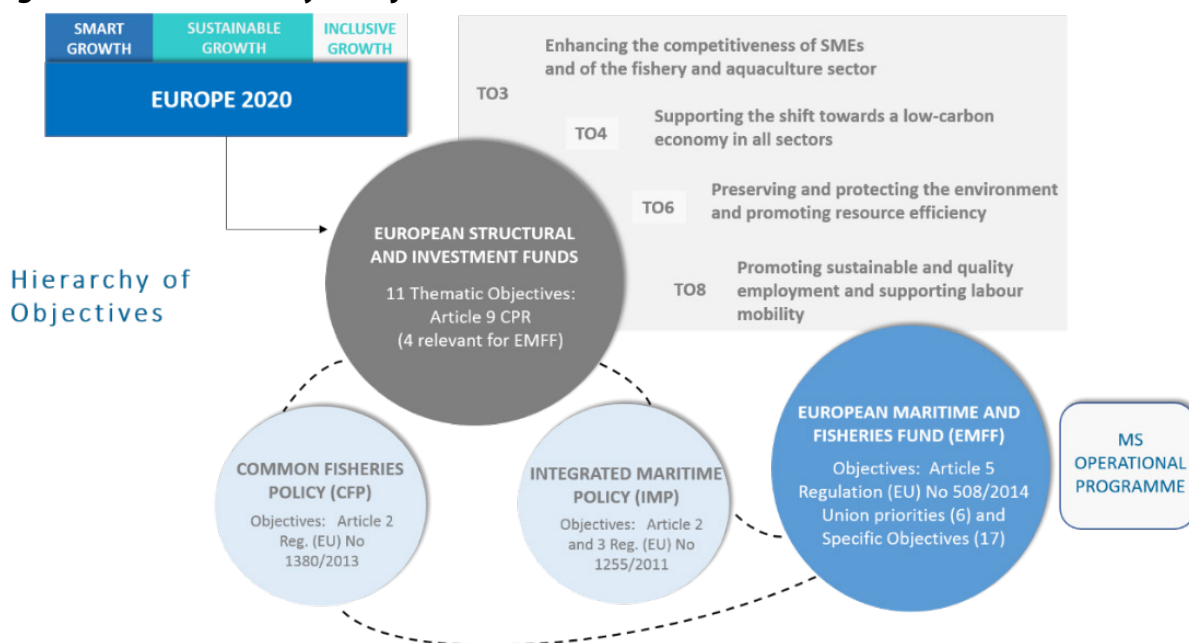 SMART
GROWTH
SUSTAINABLE
GROWTH
INCLUSIVE
GROWTH
EUROPE 2020
Enhancing the competitiveness of SMEs
and of the fishery and aquaculture sector
TO3
TO4
Supporting the shift towards a low-carbon
economy in all sectors
TO6
Preserving and protecting the environment
and promoting resource efficiency
TO8
Promoting sustainable and quality
employment and supporting labour
mobility
Hierarchy of
Objectives
EUROPEAN STRUCTURAL
AND INVESTMENT FUNDS
11 Thematic Objectives:
Article 9 CPR
(4 relevant for EMFF)
COMMON FISHERIES
POLICY (CFP)
Objectives: Article 2
Reg. (EU) No
1380/2013
INTEGRATED MARITIME
POLICY (IMP)
Objectives: Article 2
and 3 Reg. (EU) No
1255/2011
EUROPEAN MARITIME AND
FISHERIES FUND (EMFF)
Objectives: Article 5
Regulation (EU) No 508/2014
Union priorities (6) and
Specific Objectives (17)
MS
OPERATIONAL
PROGRAMME